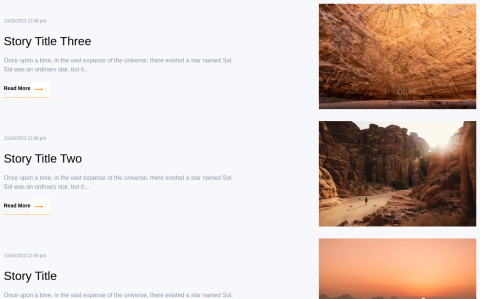 10/18/2023 12:00 pm
Story Title Three
Once upon a time, in the vast expanse of the universe, there existed a star named Sol.
Sol was an ordinary star, but it...
Read More →
10/18/2023 12:00 pm
Story Title Two
Once upon a time, in the vast expanse of the universe, there existed a star named Sol.
Sol was an ordinary star, but it...
Read More →
10/18/2023 12:00 pm
Story Title
Once upon a time, in the vast expanse of the universe, there existed a star named Sol.